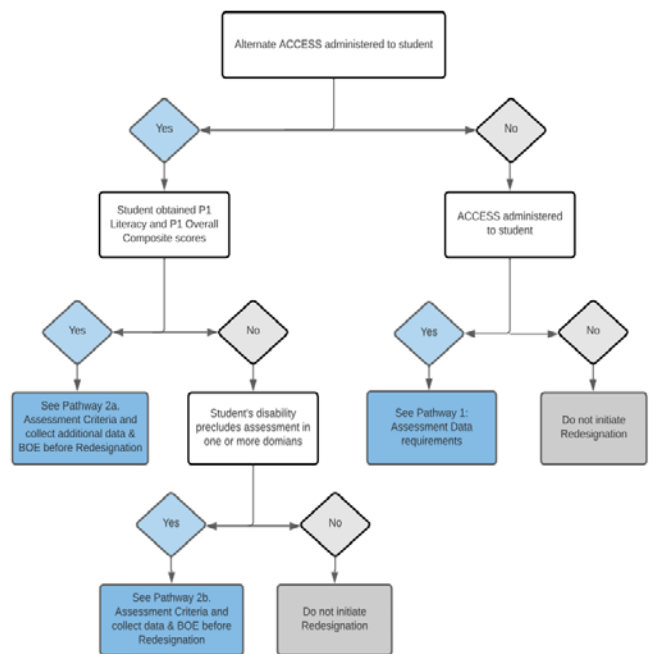 Alternate ACCESS administered to student
Yes
No
Student obtained P1
Literacy and P1 Overall
Composite scores
ACCESS administered
to student
Yes
No
Yes
No
See Pathway 2a.
Assessment Criteria and
collect additional data &
BOE before Redesignation
Student's disability
precludes assessment in
one or more domians
See Pathway 1:
Assessment Data
requirements
Do not initiate
Redesignation
Yes
No
See Pathway 2b.
Assessment Criteria and
collect data & BOE before
Redesignation
Do not initiate
Redesignation